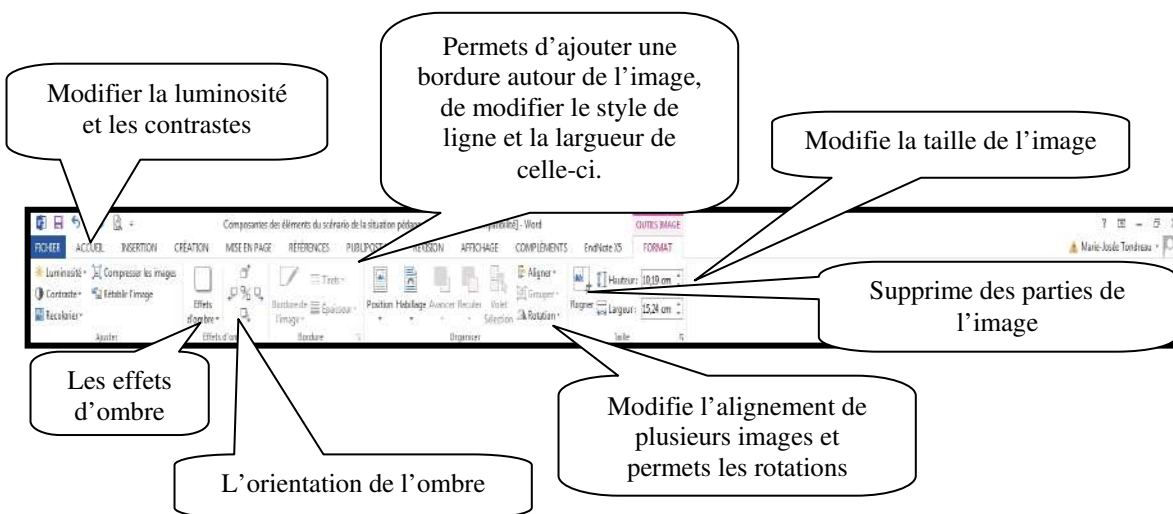 Permets d'ajouter une
bordure autour de l'image,
de modifier le style de
ligne et la largueur de
celle-ci.
Modifier la luminosité
et les contrastes
Modifie la taille de l'image
Composantes des éléments du scénario de la situation - Word OUTILS IMAGE
FICHIER ACCUEIL INSERTION CRÉATION MISE EN PAGE RÉFÉRENCES RÉVISION AFFICHAGE COMPLÉMENTS EndNote X5 FORMAT Marie-Josée Tondreau
Luminosité Compresser les images Tirets Aligner Hauteur : 10,19 cm
Contraste Rétablir l'image Effets d'ombre Bordure de l'image Épaisseur Position Habillage Avancer Reculer Volet Sélection Grouper Rogner Largeur : 15,24 cm
Recolorier Rotation
Ajuster Effets Bordure Organiser Taille
Supprime des parties de
l'image
Les effets
d'ombre
Modifie l'alignement de
plusieurs images et
permets les rotations
L'orientation de l'ombre